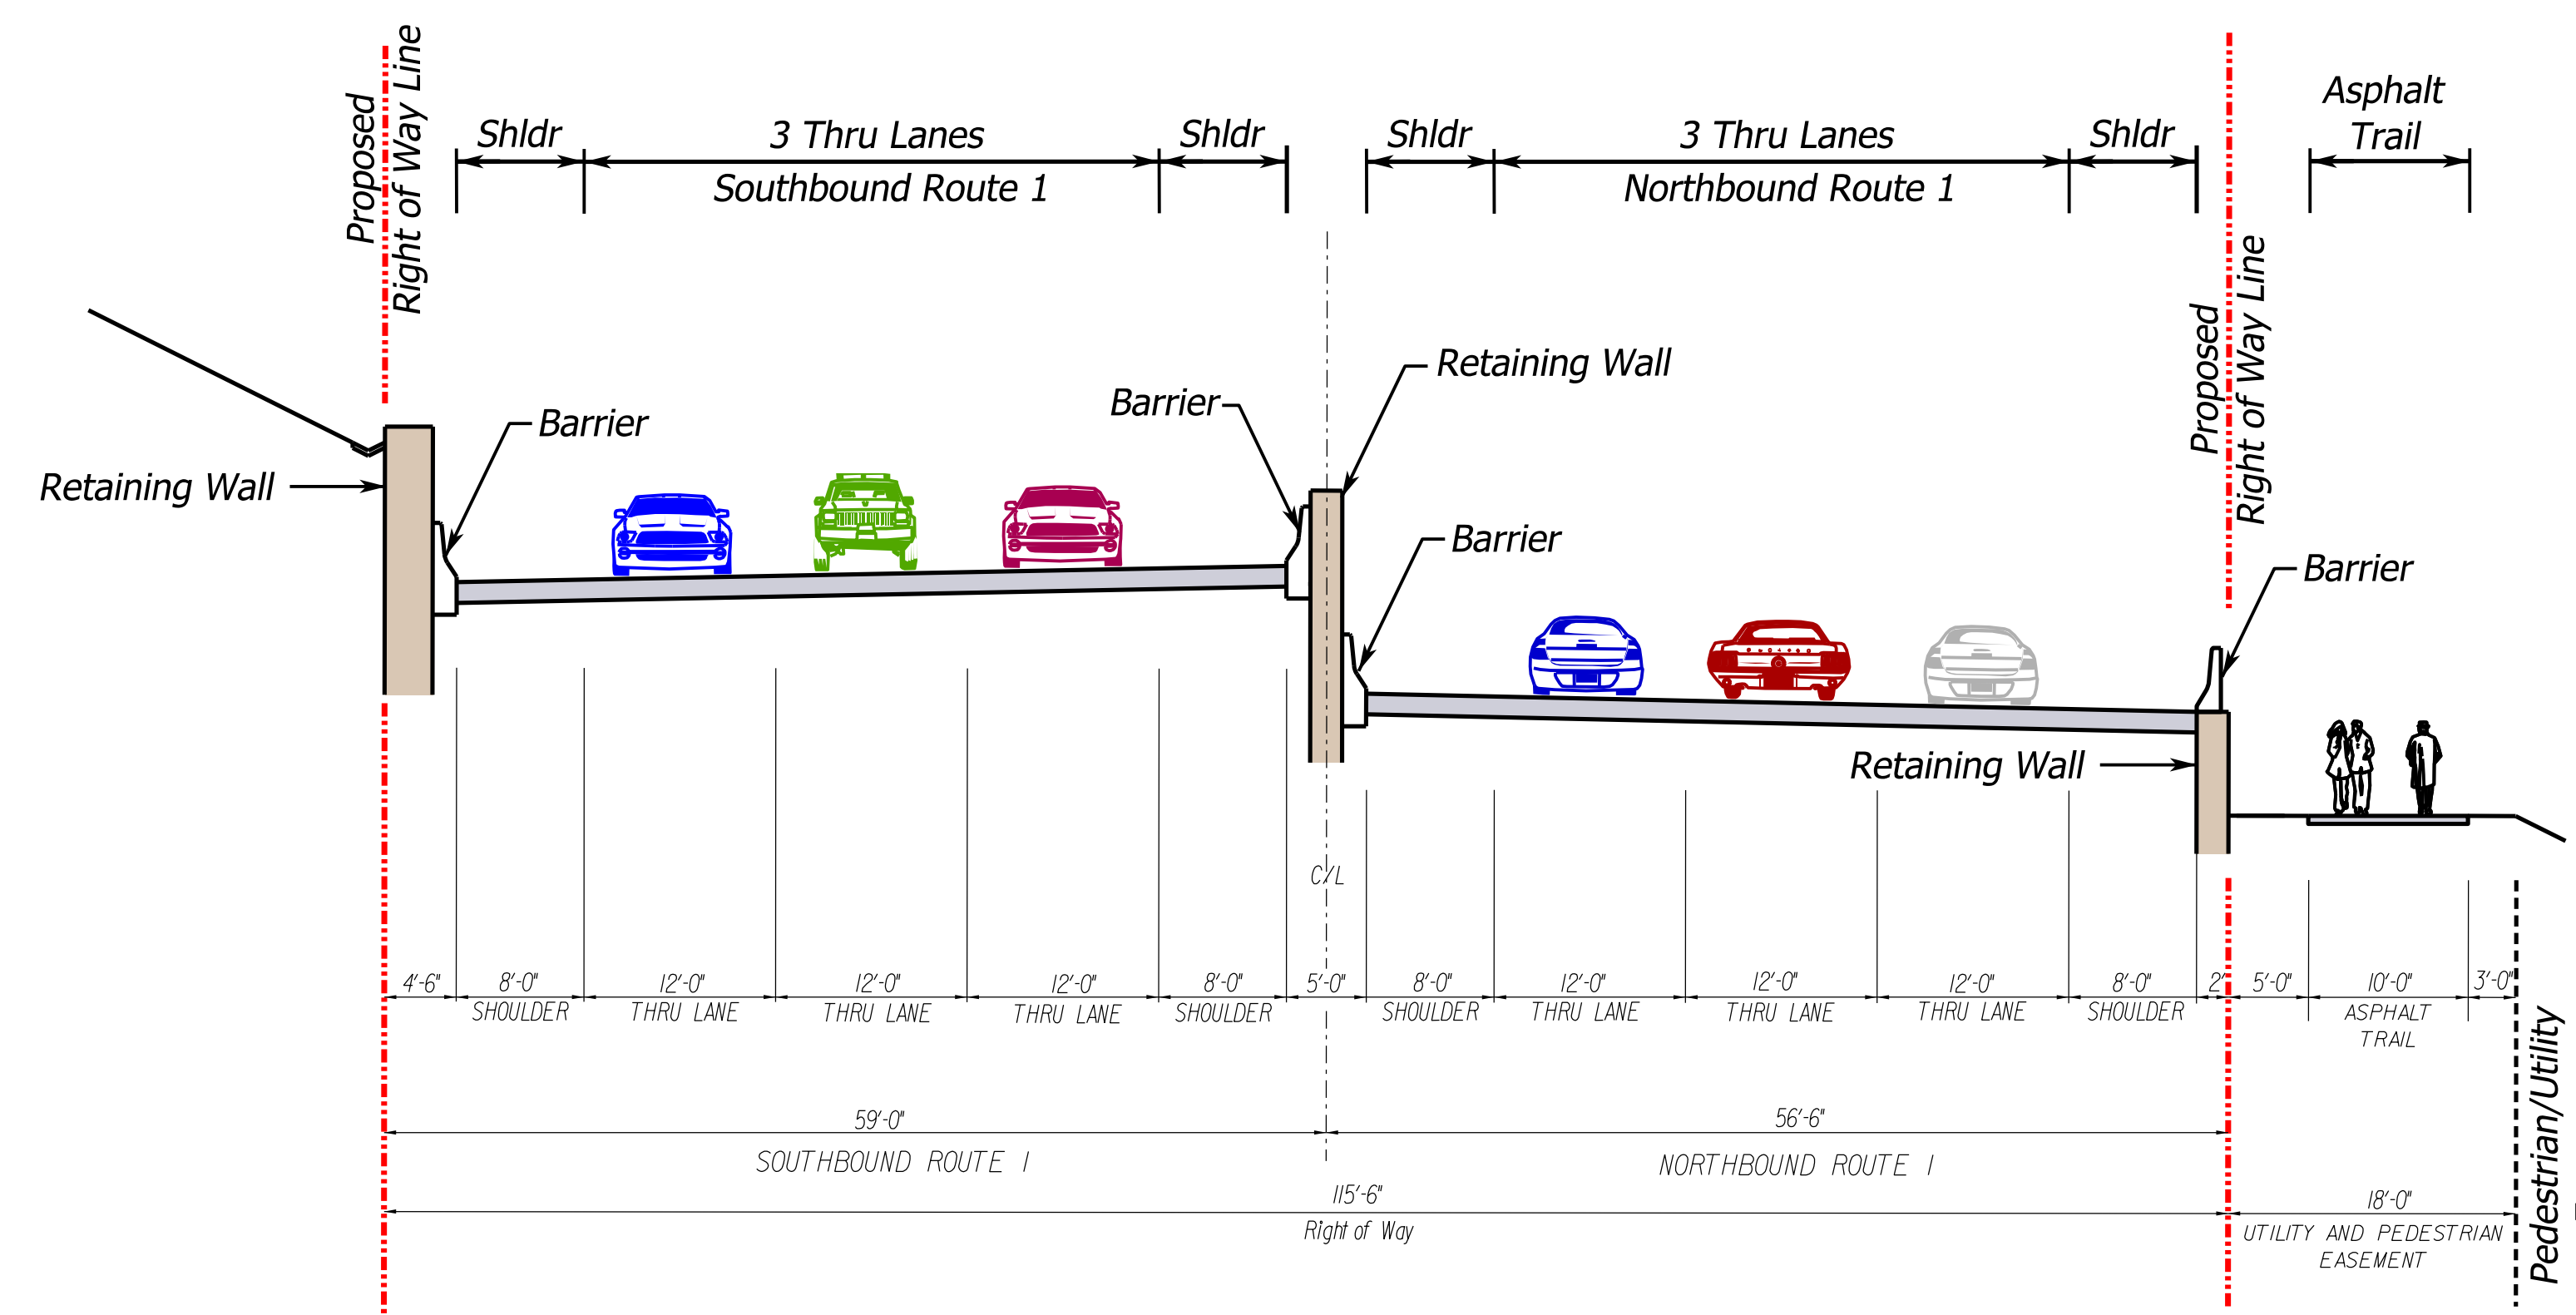 Proposed
Right of Way Line
Shldr
3 Thru Lanes
Southbound Route 1
Shldr
Shldr
3 Thru Lanes
Northbound Route 1
Shldr
Asphalt
Trail
Proposed
Right of Way Line
Retaining Wall
Barrier
Barrier
Retaining Wall
Barrier
Barrier
Retaining Wall
C/L
4'-6" 8'-0" 12'-0" 12'-0" 12'-0" 8'-0" 5'-0" 8'-0" 12'-0" 12'-0" 12'-0" 8'-0" 2' 5'-0" 10'-0" 3'-0"
SHOULDER THRU LANE THRU LANE THRU LANE SHOULDER SHOULDER THRU LANE THRU LANE THRU LANE SHOULDER ASPHALT
TRAIL
59'-0"
SOUTHBOUND ROUTE 1
56'-6"
NORTHBOUND ROUTE 1
115'-6"
Right of Way
18'-0"
UTILITY AND PEDESTRIAN
EASEMENT
Pedestrian/Utility